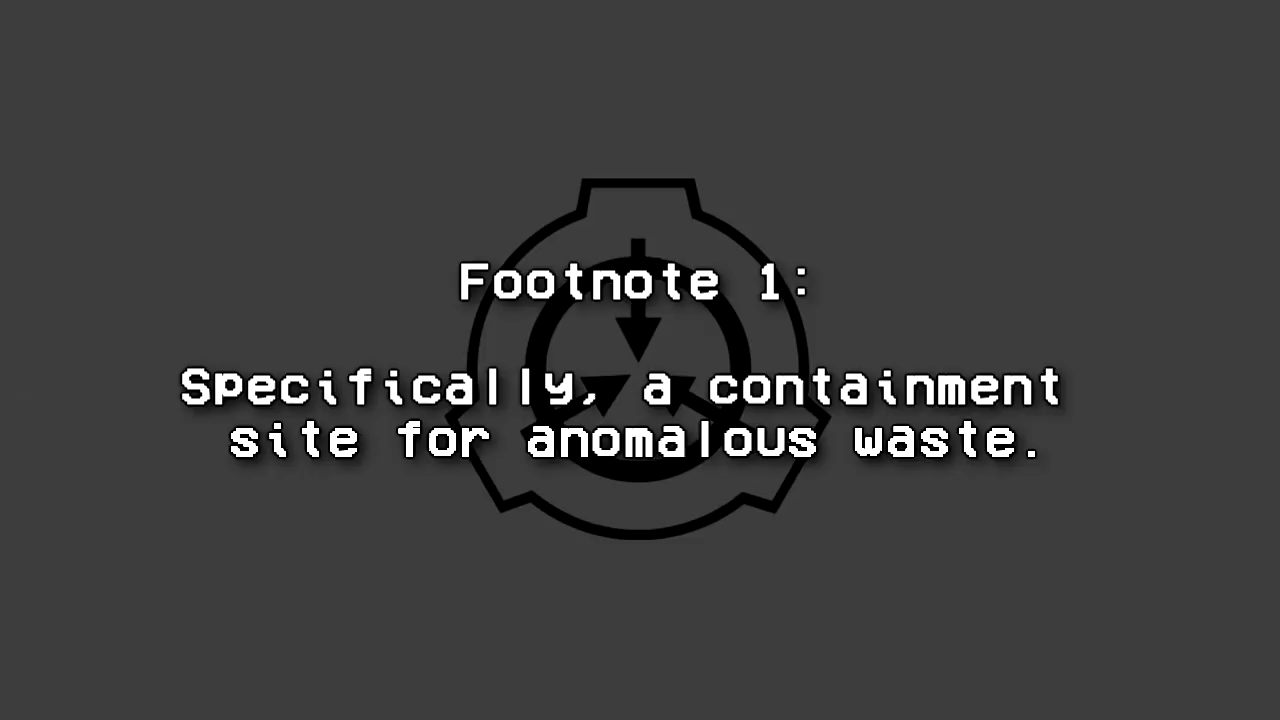 Footnote 1:
Specifically, a containment
site for anomalous waste.